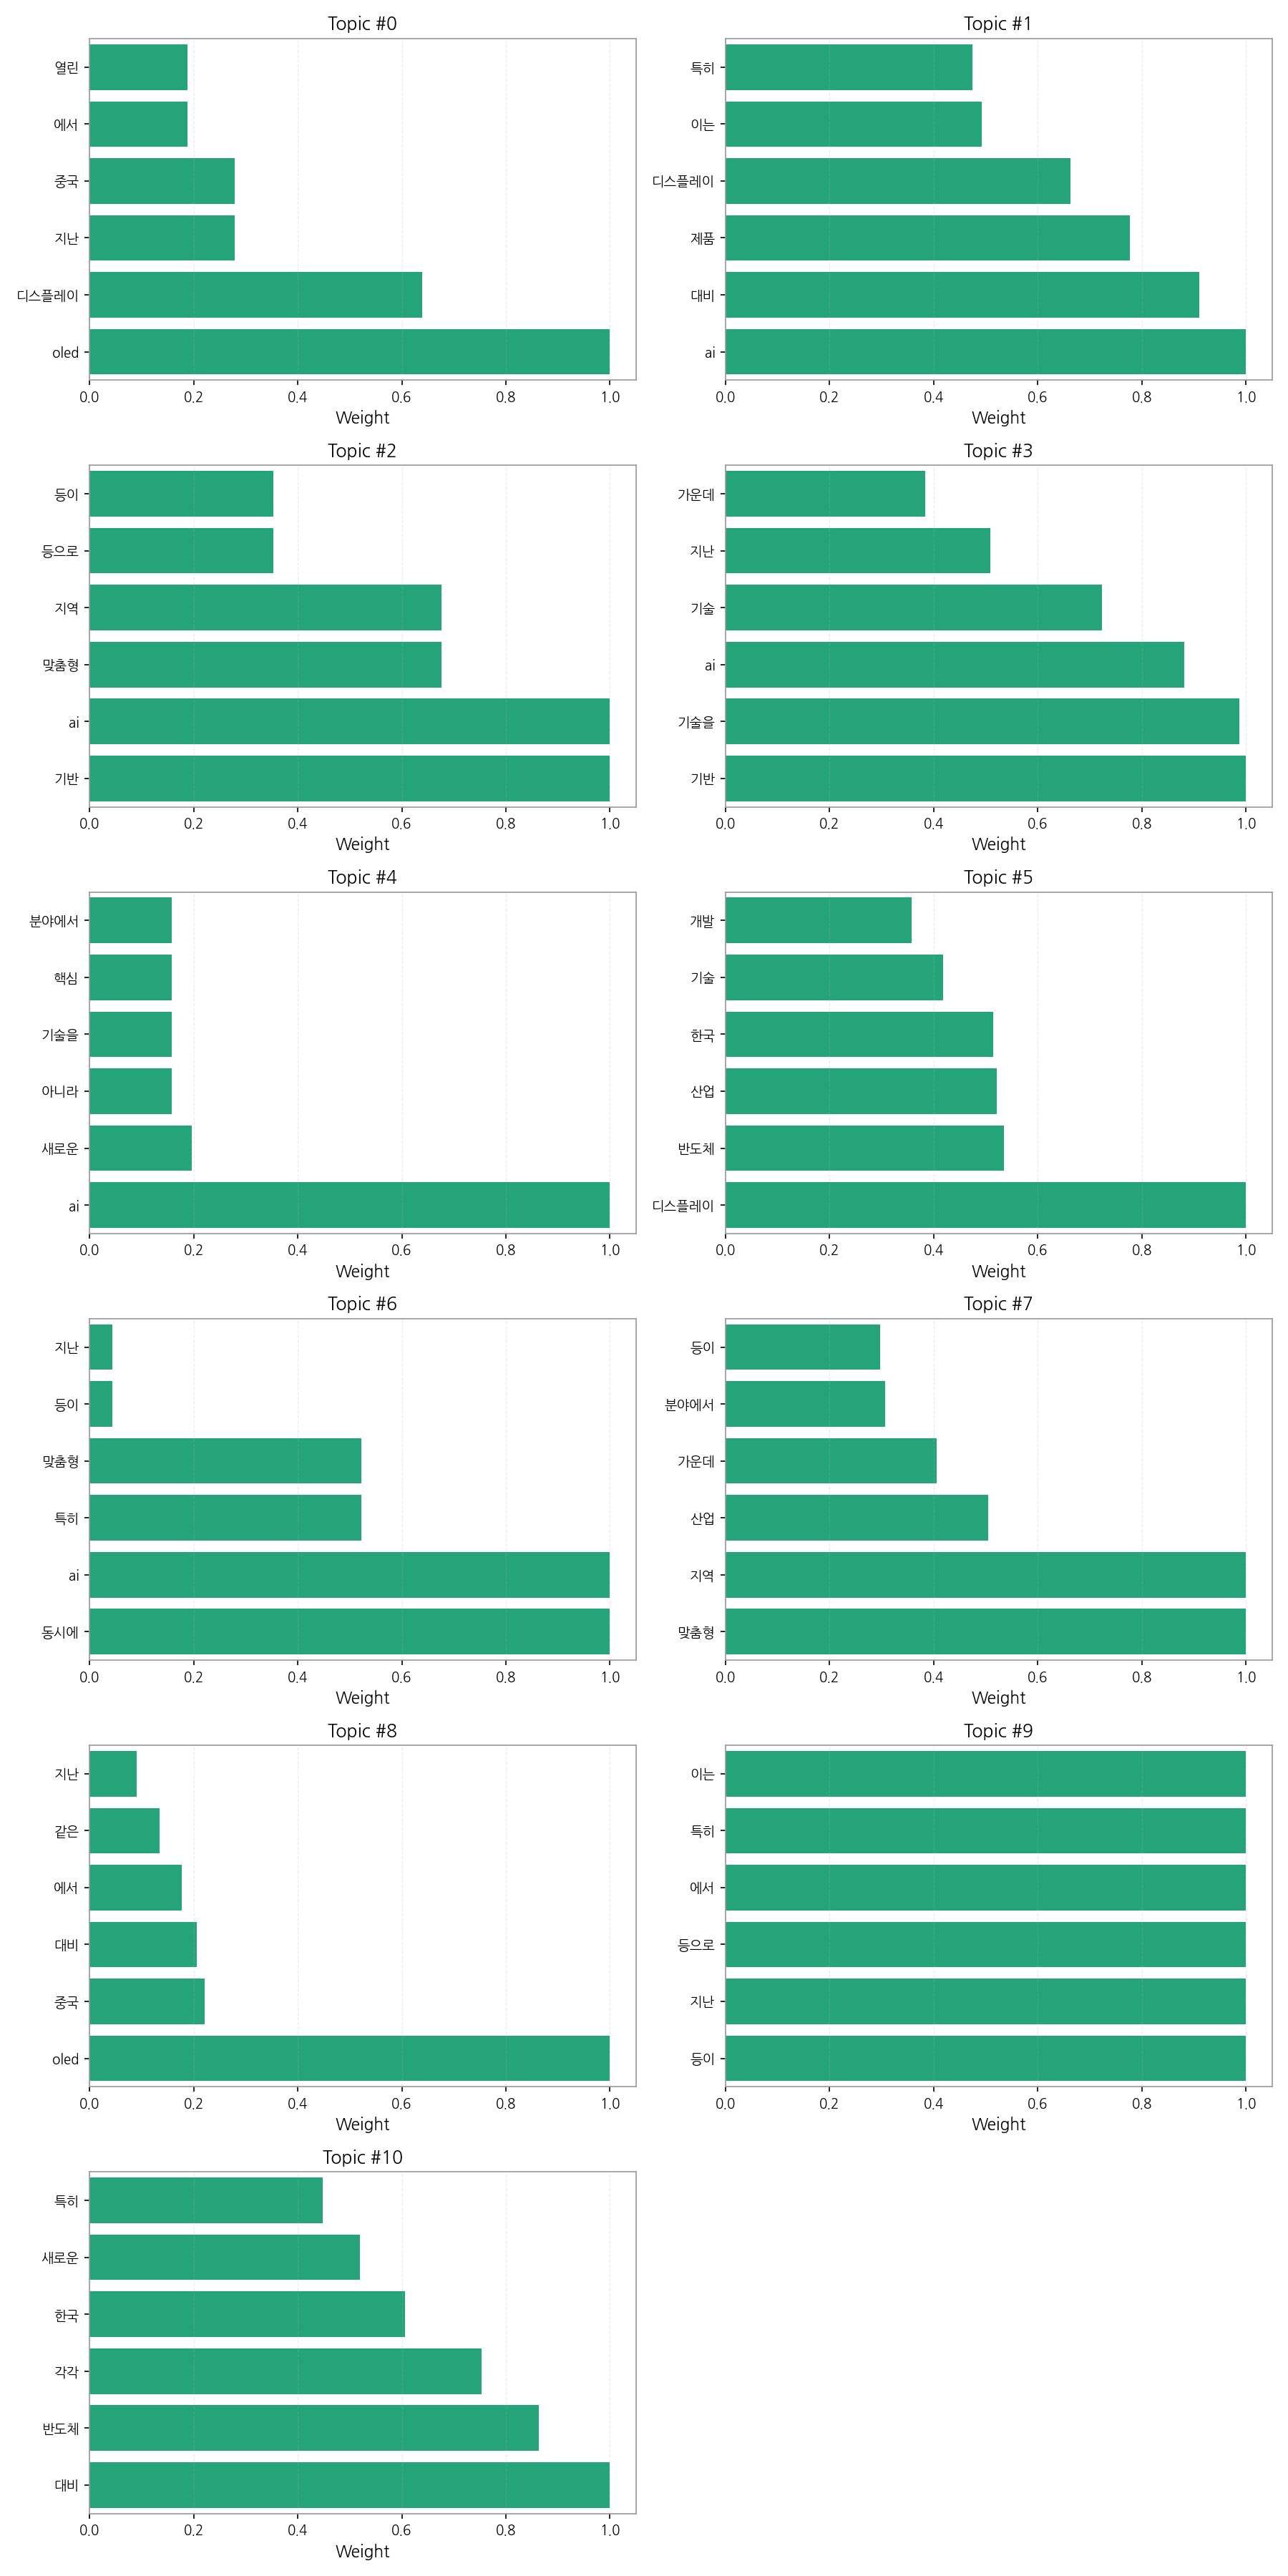 Topic #0
열린
에서
중국
지난
디스플레이
oled
0.0 0.2 0.4 0.6 0.8 1.0
Weight
Topic #1
특히
이는
디스플레이
제품
대비
ai
0.0 0.2 0.4 0.6 0.8 1.0
Weight
Topic #2
등이
등으로
지역
맞춤형
ai
기반
0.0 0.2 0.4 0.6 0.8 1.0
Weight
Topic #3
가운데
지난
기술
ai
기술을
기반
0.0 0.2 0.4 0.6 0.8 1.0
Weight
Topic #4
분야에서
핵심
기술을
아니라
새로운
ai
0.0 0.2 0.4 0.6 0.8 1.0
Weight
Topic #5
개발
기술
한국
산업
반도체
디스플레이
0.0 0.2 0.4 0.6 0.8 1.0
Weight
Topic #6
지난
등이
맞춤형
특히
ai
동시에
0.0 0.2 0.4 0.6 0.8 1.0
Weight
Topic #7
등이
분야에서
가운데
산업
지역
맞춤형
0.0 0.2 0.4 0.6 0.8 1.0
Weight
Topic #8
지난
같은
에서
대비
중국
oled
0.0 0.2 0.4 0.6 0.8 1.0
Weight
Topic #9
이는
특히
에서
등으로
지난
등이
0.0 0.2 0.4 0.6 0.8 1.0
Weight
Topic #10
특히
새로운
한국
각각
반도체
대비
0.0 0.2 0.4 0.6 0.8 1.0
Weight